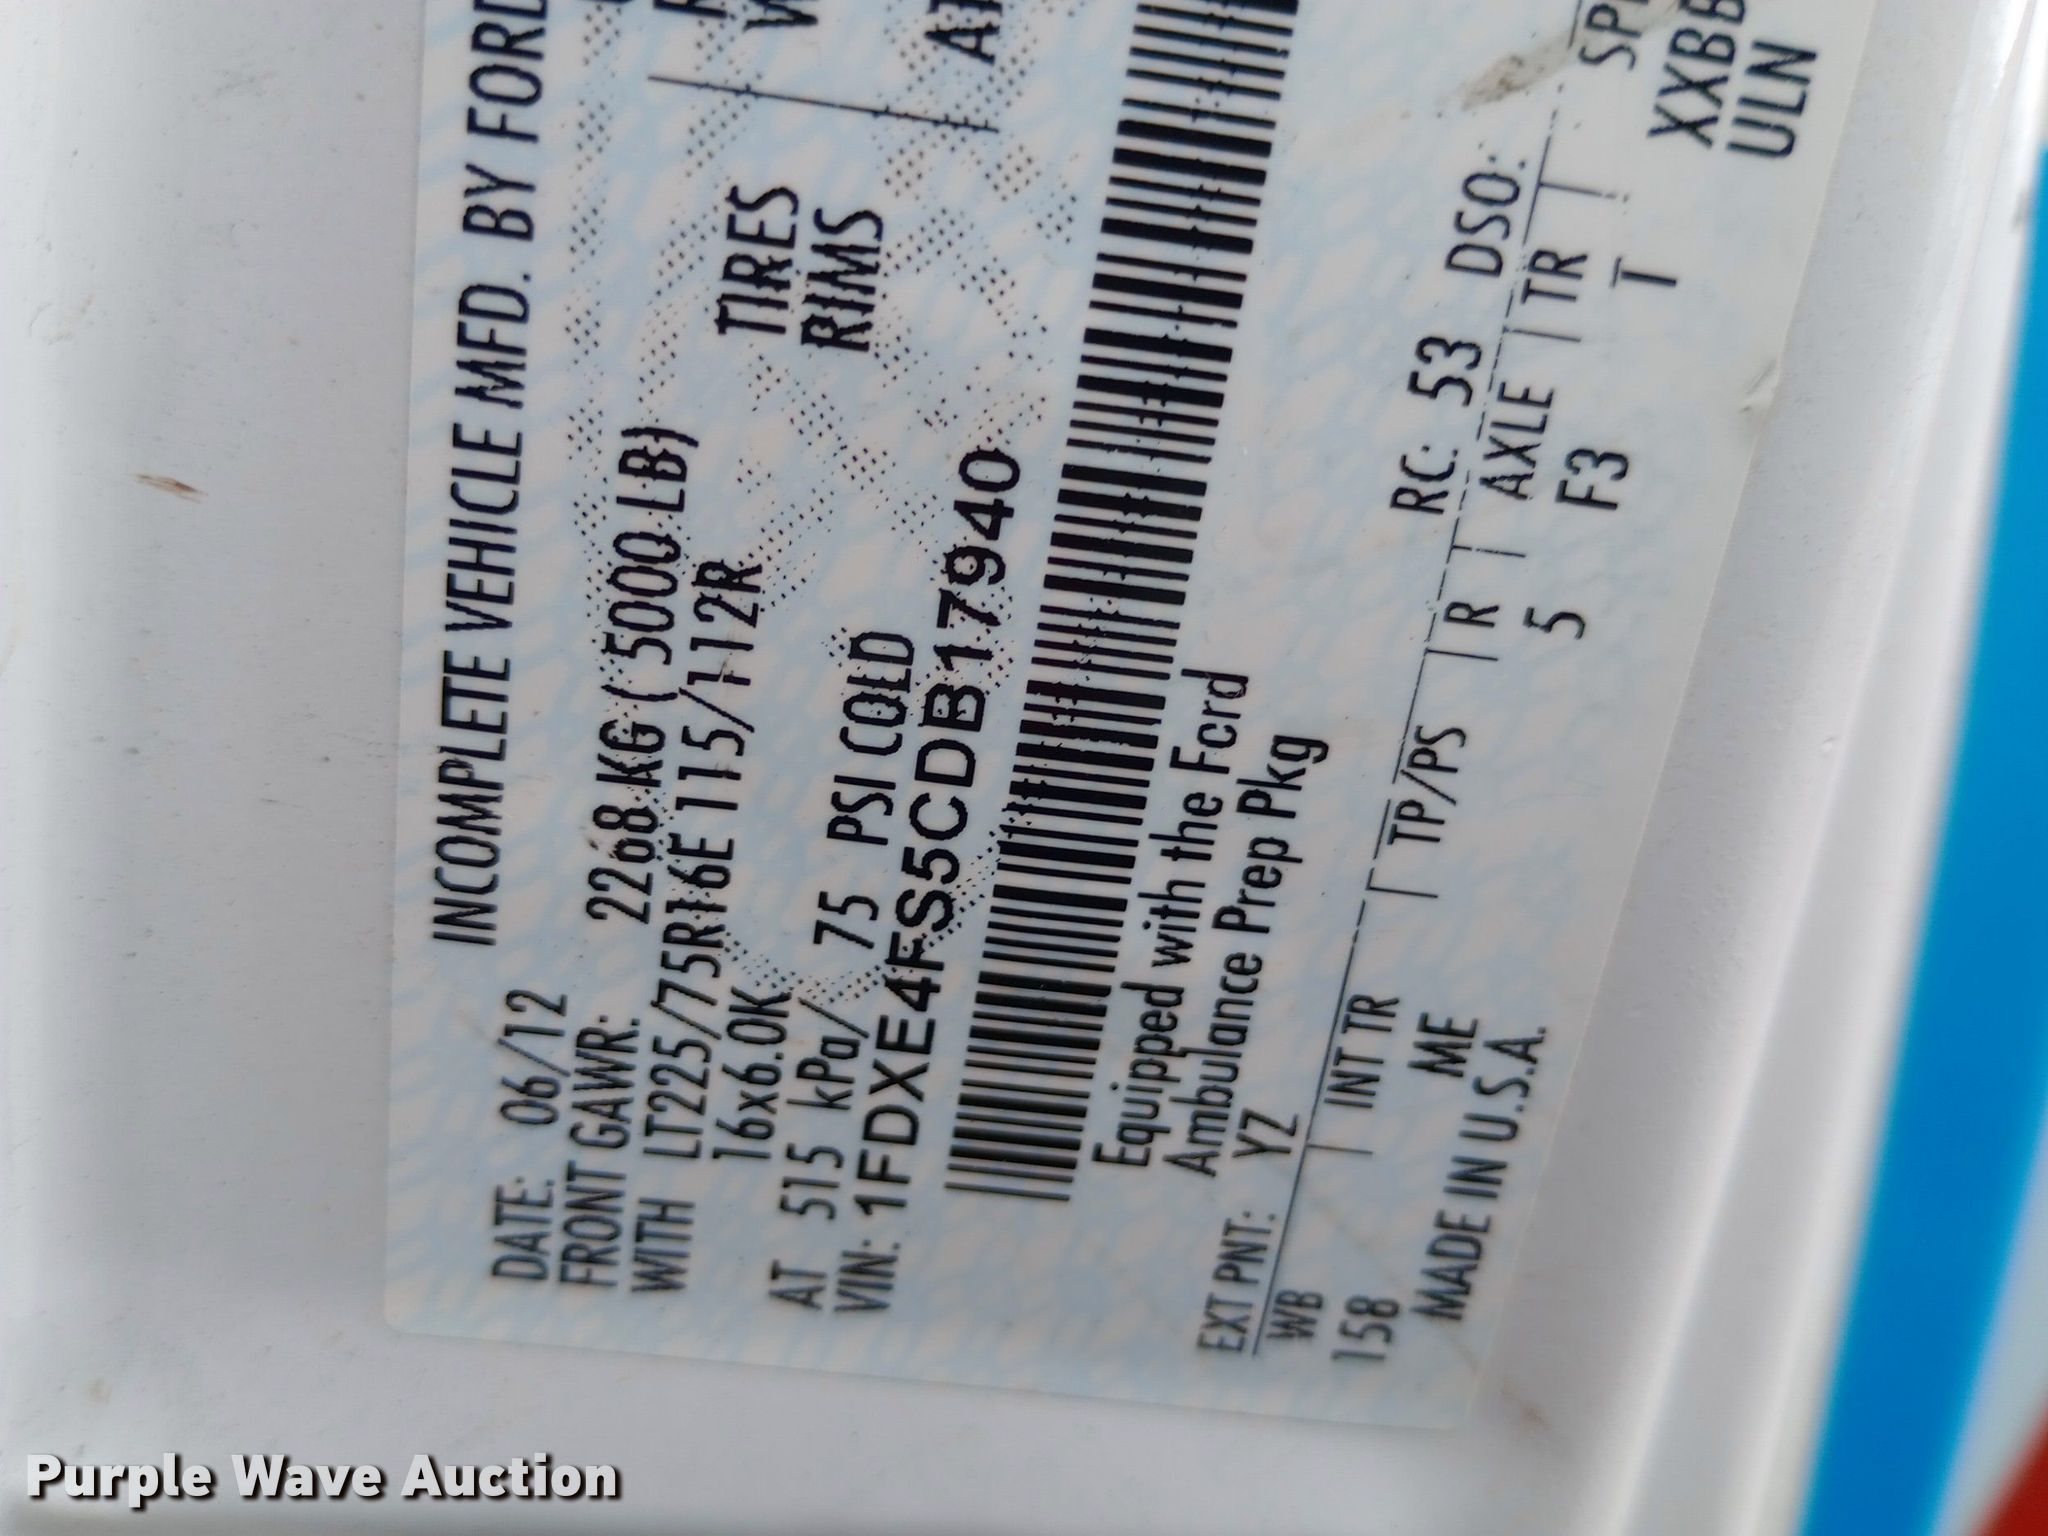 INCOMPLETE VEHICLE MFD. BY FORD
DATE: 06/12
FRONT GAWR: 2268 KG ( 5000 LB)
WITH LT225/75R16E 115/112R TIRES
16x6.0K RIMS
AT 515 kPa/ 75 PSI COLD
VIN: 1FDXE4FS5CDB17940
Equipped with the Ford
Ambulance Prep Pkg
EXT PNT: YZ RC: 53 DSO:
WB INT TR TP/PS R AXLE TR
158 ME 5 F3 T
MADE IN U.S.A.
ULN
Purple Wave Auction